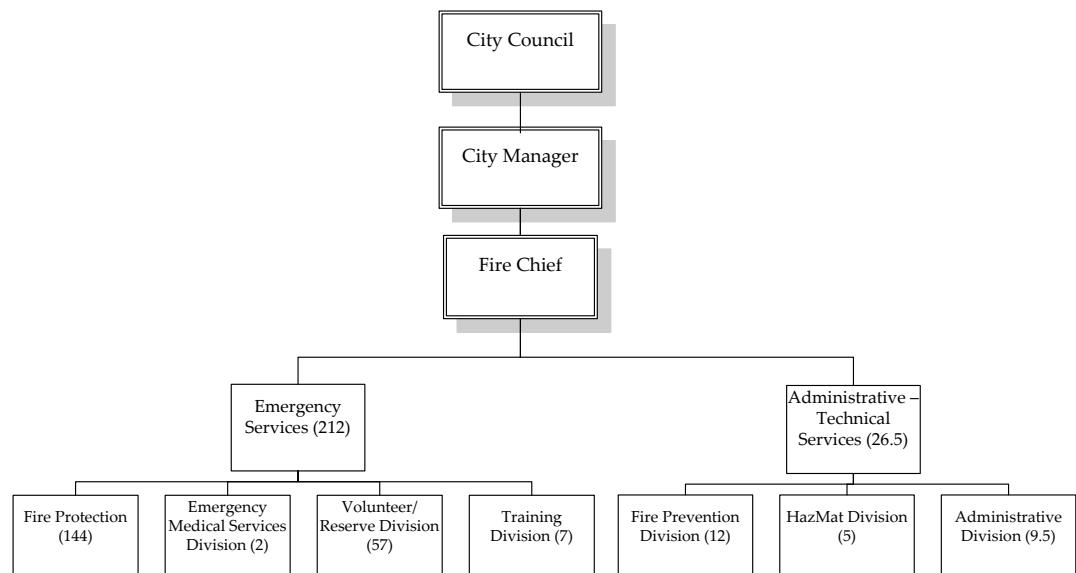 City Council
City Manager
Fire Chief
Emergency
Services (212)
Administrative –
Technical
Services (26.5)
Fire Protection
(144)
Emergency
Medical Services
Division (2)
Volunteer/
Reserve Division
(57)
Training
Division (7)
Fire Prevention
Division (12)
HazMat Division
(5)
Administrative
Division (9.5)